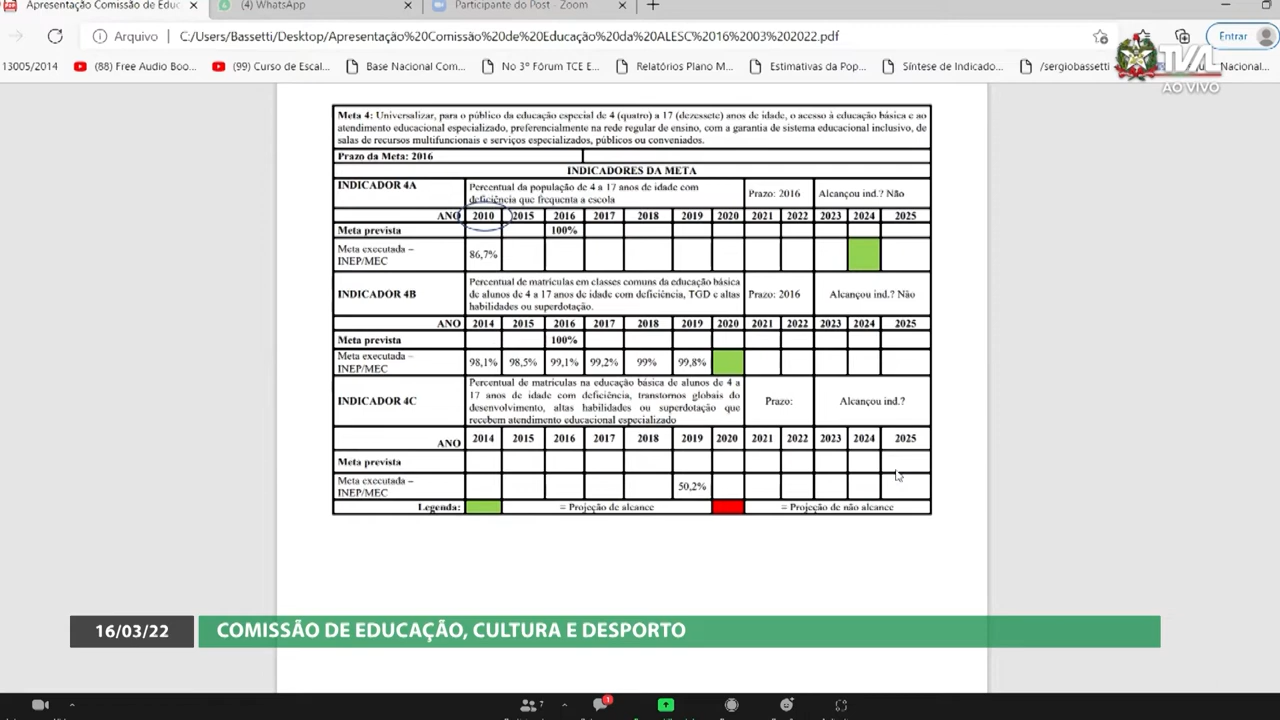 Apresentação Comissão de Educ
(4) WhatsApp
Participante do Post - Zoom
Arquivo
C:/Users/Bassetti/Desktop/Apresentação%20Comissão%20de%20Educação%20da%20ALESC%2016%2003%202022.pdf
Entrar
13005/2014
(88) Free Audio Boo...
(99) Curso de Escal...
Base Nacional Com...
No 3º Fórum TCE E...
Relatórios Plano M...
Estimativas da Pop...
Síntese de Indicado...
/sergiobassetti
Nacional...
TVAL
AO VIVO
Meta 4: Universalizar, para o público da educação especial de 4 (quatro) a 17 (dezessete) anos de idade, o acesso à educação básica e ao
atendimento educacional especializado, preferencialmente na rede regular de ensino, com a garantia de sistema educacional inclusivo, de
salas de recursos multifuncionais e serviços especializados, públicos ou conveniados.
Prazo da Meta: 2016
INDICADORES DA META
INDICADOR 4A
Percentual da população de 4 a 17 anos de idade com
deficiência que frequenta a escola
Prazo: 2016
Alcançou ind.? Não
ANO 2010 2015 2016 2017 2018 2019 2020 2021 2022 2023 2024 2025
Meta prevista 100%
Meta executada –
INEP/MEC
86,7%
INDICADOR 4B
Percentual de matrículas em classes comuns da educação básica
de alunos de 4 a 17 anos de idade com deficiência, TGD e altas
habilidades ou superdotação.
Prazo: 2016
Alcançou ind.? Não
ANO 2014 2015 2016 2017 2018 2019 2020 2021 2022 2023 2024 2025
Meta prevista 100%
Meta executada –
INEP/MEC
98,1% 98,5% 99,1% 99,2% 99% 99,8%
INDICADOR 4C
Percentual de matrículas na educação básica de alunos de 4 a
17 anos de idade com deficiência, transtornos globais do
desenvolvimento, altas habilidades ou superdotação que
recebem atendimento educacional especializado
Prazo:
Alcançou ind.?
ANO 2014 2015 2016 2017 2018 2019 2020 2021 2022 2023 2024 2025
Meta prevista
Meta executada –
INEP/MEC
50,2%
Legenda: = Projeção de alcance = Projeção de não alcance
16/03/22
COMISSÃO DE EDUCAÇÃO, CULTURA E DESPORTO
7
1